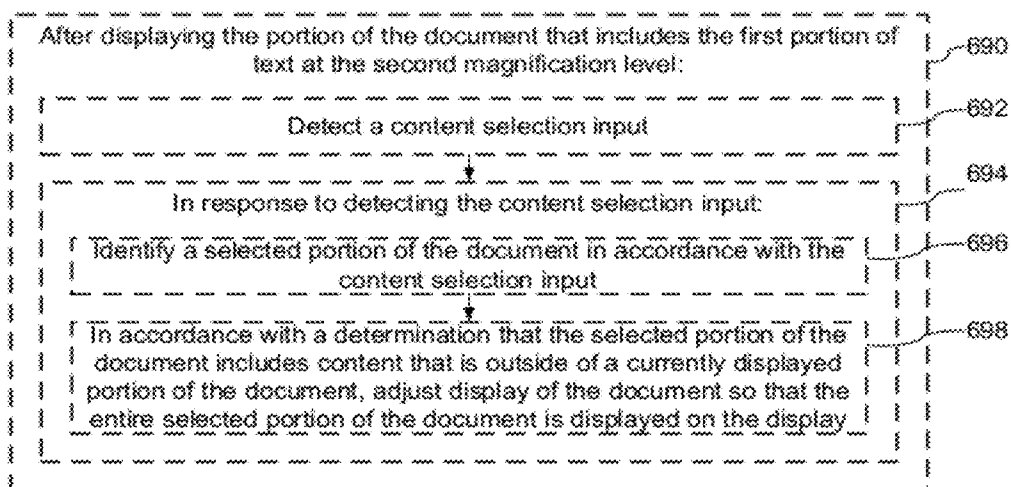 After displaying the portion of the document that includes the first portion of
text at the second magnification level:
690
Detect a content selection input
692
In response to detecting the content selection input:
694
Identify a selected portion of the document in accordance with the
content selection input
696
In accordance with a determination that the selected portion of the
document includes content that is outside of a currently displayed
portion of the document, adjust display of the document so that the
entire selected portion of the document is displayed on the display
698